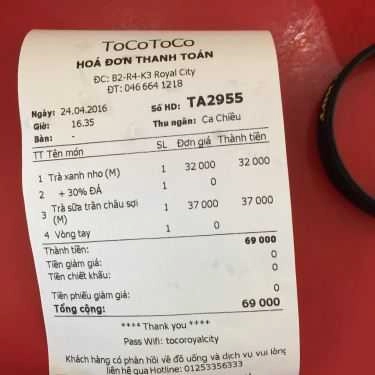 ToCoToCo
HOÁ ĐƠN THANH TOÁN
ĐC: B2-R4-K3 Royal City
ĐT: 046 664 1218
Ngày: 24.04.2016 Số HD: TA2955
Giờ: 16.35 Thu ngân: Ca Chiều
Bàn: -
TT Tên món SL Đơn giá Thành tiền
1 Trà xanh nho (M) 1 32 000 32 000
2 + 30% ĐÁ 1 0
3 Trà sữa trân châu sợi (M) 1 37 000 37 000
4 Vòng tay 1 0
Thành tiền: 69 000
Tiền giảm giá: 0
Tiền chiết khấu: 0
Tiền phiếu giảm giá: 0
Tổng cộng: 69 000
**** Thank you ****
Pass Wifi: tocoroyalcity
Khách hàng có phản hồi về đồ uống và dịch vụ vui lòng
liên hệ qua Hotline: 01253356333